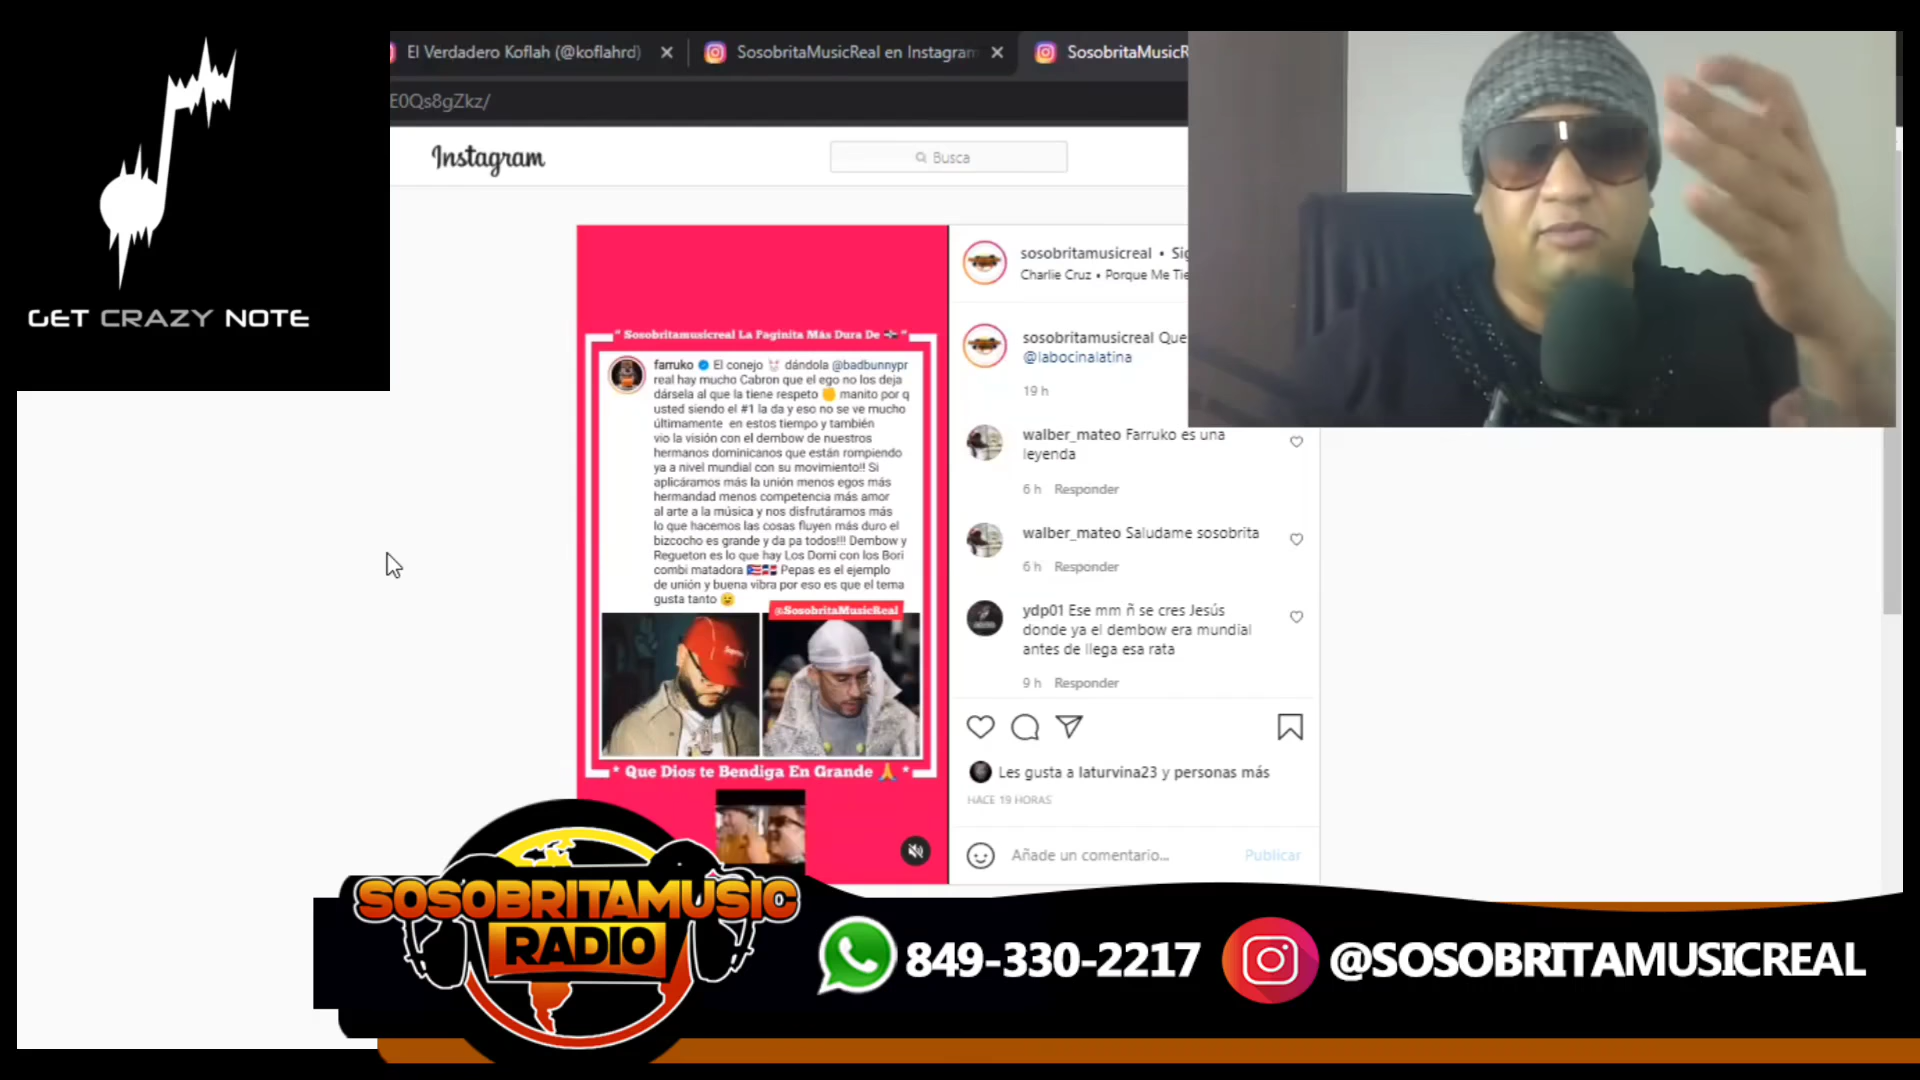 GET CRAZY NOTE
El Verdadero Koflah (@koflahrd)
SosobritaMusicReal en Instagram
SosobritaMusicR
E0Qs8gZkz/
Instagram
Busca
" Sosobritamusicreal La Paginita Más Dura De 🇩🇴 "
farruko El conejo 🐰 dándola @badbunnypr
real hay mucho Cabron que el ego no los deja
dársela al que la tiene respeto ✊ manito por q
usted siendo el #1 la da y eso no se ve mucho
últimamente en estos tiempo y también
vio la visión con el dembow de nuestros
hermanos dominicanos que están rompiendo
ya a nivel mundial con su movimiento!! Si
aplicáramos más la unión menos egos más
hermandad menos competencia más amor
al arte a la música y nos disfrutáramos más
lo que hacemos las cosas fluyen más duro el
bizcocho es grande y da pa todos!!! Dembow y
Regueton es lo que hay Los Domi con los Bori
combi matadora 🇵🇷🇩🇴 Pepas es el ejemplo
de unión y buena vibra por eso es que el tema
gusta tanto 😉
@SosobritaMusicReal
* Que Dios te Bendiga En Grande 🙏 *
sosobritamusicreal • Sig
Charlie Cruz • Porque Me Tie
sosobritamusicreal Que
@labocinalatina
19 h
walber_mateo Farruko es una
leyenda
6 h Responder
walber_mateo Saludame sosobrita
6 h Responder
ydp01 Ese mm ñ se cres Jesús
donde ya el dembow era mundial
antes de llega esa rata
9 h Responder
Les gusta a laturvina23 y personas más
HACE 19 HORAS
Añade un comentario...
Publicar
SOSOBRITAMUSIC
RADIO
849-330-2217
@SOSOBRITAMUSICREAL